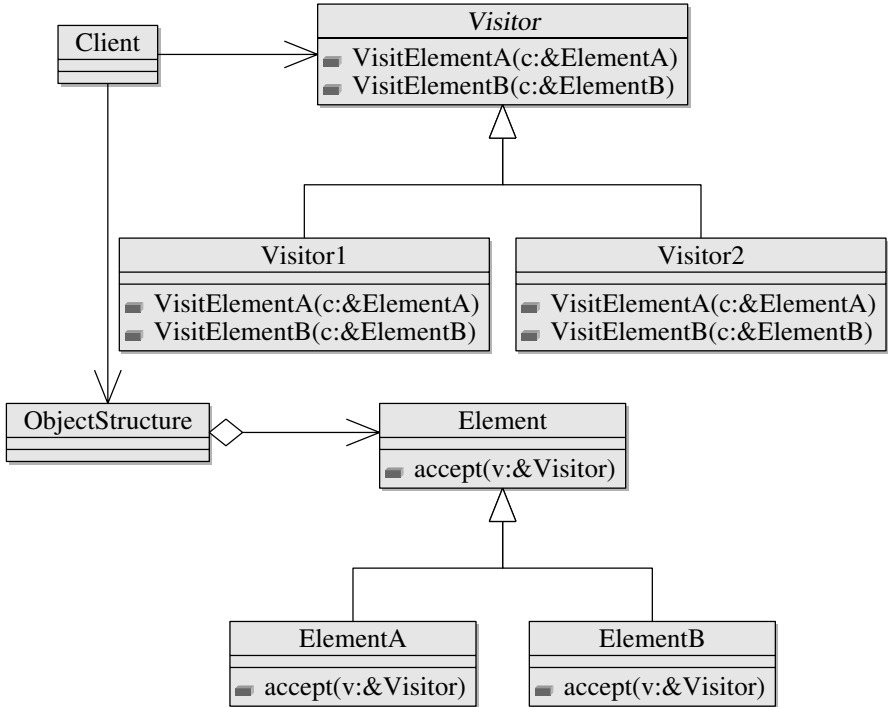 Client
Visitor
VisitElementA(c:&ElementA)
VisitElementB(c:&ElementB)
Visitor1
VisitElementA(c:&ElementA)
VisitElementB(c:&ElementB)
Visitor2
VisitElementA(c:&ElementA)
VisitElementB(c:&ElementB)
ObjectStructure
Element
accept(v:&Visitor)
ElementA
accept(v:&Visitor)
ElementB
accept(v:&Visitor)